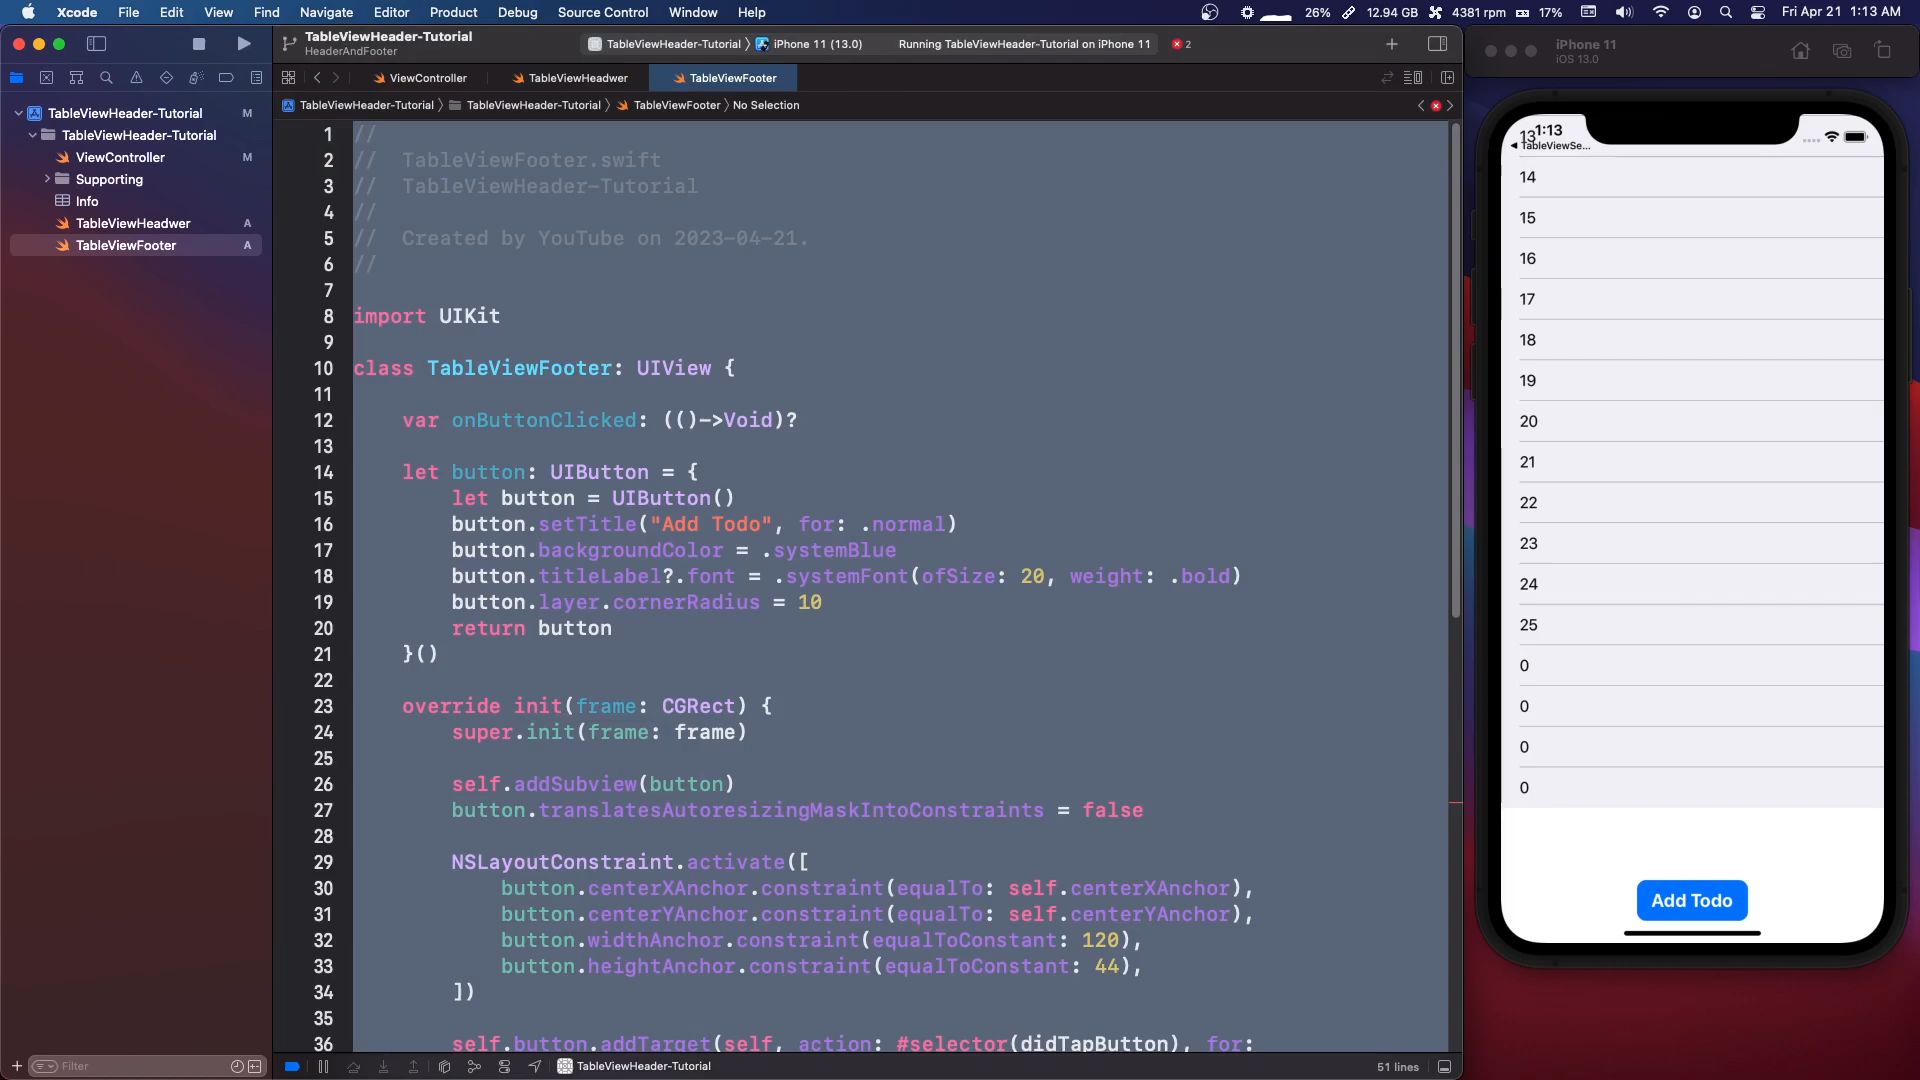 Xcode File Edit View Find Navigate Editor Product Debug Source Control Window Help 26% 12.94 GB 4381 rpm 17% Fri Apr 21 1:13 AM
TableViewHeader-Tutorial
HeaderAndFooter
TableViewHeader-Tutorial iPhone 11 (13.0) Running TableViewHeader-Tutorial on iPhone 11 2
iPhone 11
iOS 13.0
ViewController TableViewHeadwer TableViewFooter
TableViewHeader-Tutorial TableViewHeader-Tutorial TableViewFooter No Selection
TableViewHeader-Tutorial M
TableViewHeader-Tutorial
ViewController M
Supporting
Info
TableViewHeadwer A
TableViewFooter A
Filter
1 //
2 // TableViewFooter.swift
3 // TableViewHeader-Tutorial
4 //
5 // Created by YouTube on 2023-04-21.
6 //
7
8 import UIKit
9
10 class TableViewFooter: UIView {
11
12 var onButtonClicked: (()->Void)?
13
14 let button: UIButton = {
15 let button = UIButton()
16 button.setTitle("Add Todo", for: .normal)
17 button.backgroundColor = .systemBlue
18 button.titleLabel?.font = .systemFont(ofSize: 20, weight: .bold)
19 button.layer.cornerRadius = 10
20 return button
21 }()
22
23 override init(frame: CGRect) {
24 super.init(frame: frame)
25
26 self.addSubview(button)
27 button.translatesAutoresizingMaskIntoConstraints = false
28
29 NSLayoutConstraint.activate([
30 button.centerXAnchor.constraint(equalTo: self.centerXAnchor),
31 button.centerYAnchor.constraint(equalTo: self.centerYAnchor),
32 button.widthAnchor.constraint(equalToConstant: 120),
33 button.heightAnchor.constraint(equalToConstant: 44),
34 ])
35
36 self.button.addTarget(self, action: #selector(didTapButton), for:
TableViewHeader-Tutorial
51 lines
13
1:13
TableViewSe...
14
15
16
17
18
19
20
21
22
23
24
25
0
0
0
0
Add Todo